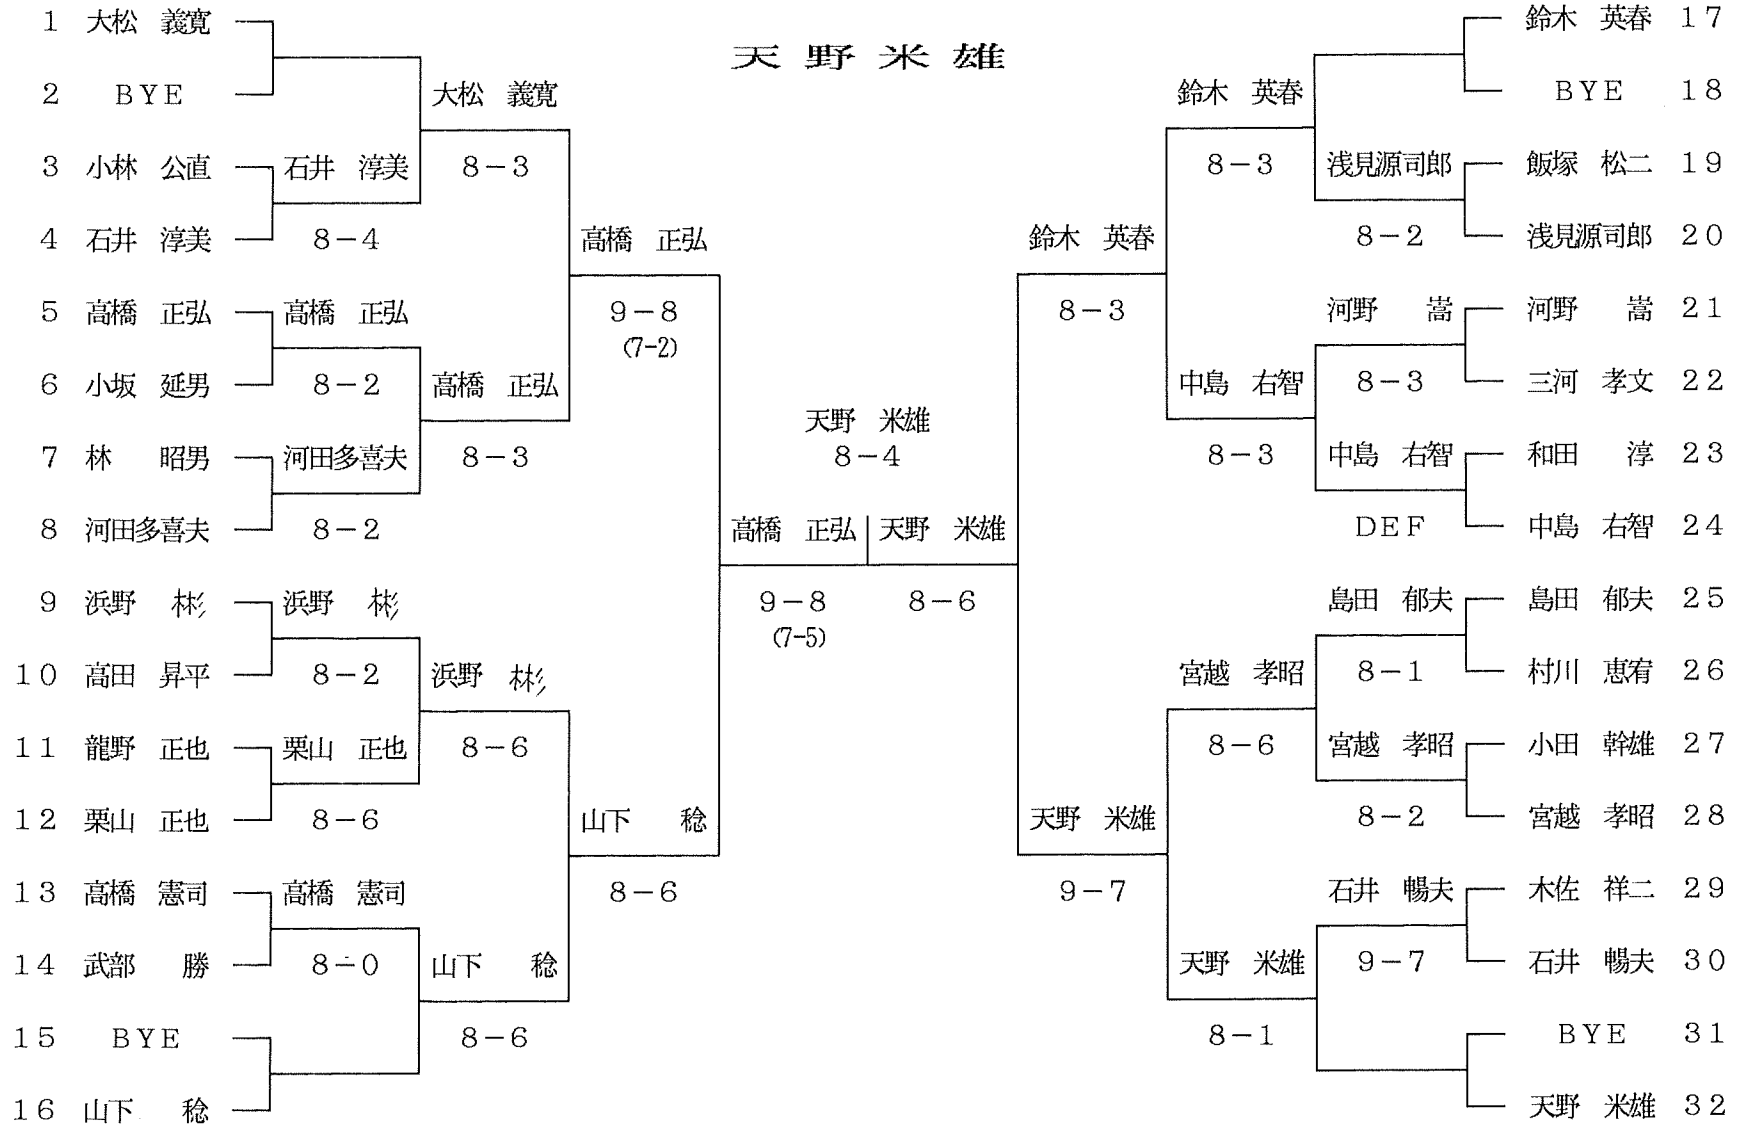 天野米雄
1 大松 義寛
2 BYE
3 小林 公直
4 石井 淳美
5 高橋 正弘
6 小坂 延男
7 林 昭男
8 河田多喜夫
9 浜野 彬
10 高田 昇平
11 龍野 正也
12 栗山 正也
13 高橋 憲司
14 武部 勝
15 BYE
16 山下 稔
石井 淳美
8-4
高橋 正弘
8-2
河田多喜夫
8-2
浜野 彬
8-2
栗山 正也
8-6
高橋 憲司
8-0
大松 義寛
8-3
高橋 正弘
8-3
浜野 彬
8-6
山下 稔
8-6
高橋 正弘
9-8
(7-2)
山下 稔
8-6
高橋 正弘
9-8
(7-5)
天野 米雄
8-4
天野 米雄
8-6
鈴木 英春
8-3
天野 米雄
9-7
鈴木 英春
8-3
中島 右智
8-3
宮越 孝昭
8-6
天野 米雄
8-1
浅見源司郎
8-2
河野 嵩
8-3
中島 右智
DEF
島田 郁夫
8-1
宮越 孝昭
8-2
石井 暢夫
9-7
鈴木 英春 17
BYE 18
飯塚 松二 19
浅見源司郎 20
河野 嵩 21
三河 孝文 22
和田 淳 23
中島 右智 24
島田 郁夫 25
村川 恵宥 26
小田 幹雄 27
宮越 孝昭 28
木佐 祥二 29
石井 暢夫 30
BYE 31
天野 米雄 32